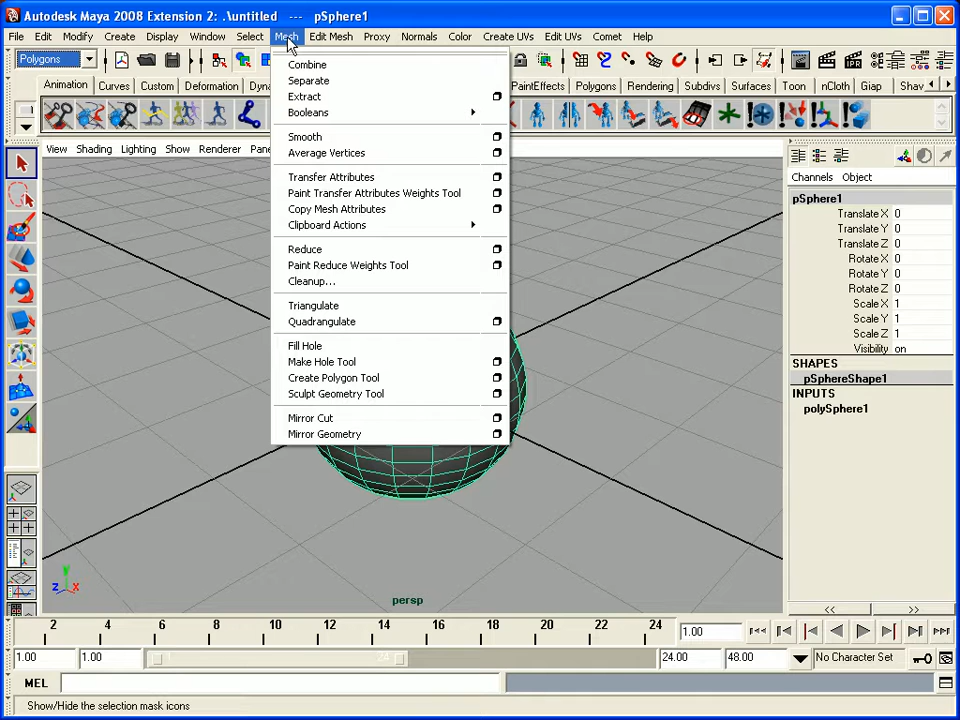 Autodesk Maya 2008 Extension 2: .\untitled --- pSphere1
File Edit Modify Create Display Window Select Mesh Edit Mesh Proxy Normals Color Create UVs Edit UVs Comet Help
Polygons
Animation Curves Custom Deformation PaintEffects Polygons Rendering Subdivs Surfaces Toon nCloth Giap
View Shading Lighting Show Renderer
Combine
Separate
Extract
Booleans
Smooth
Average Vertices
Transfer Attributes
Paint Transfer Attributes Weights Tool
Copy Mesh Attributes
Clipboard Actions
Reduce
Paint Reduce Weights Tool
Cleanup...
Triangulate
Quadrangulate
Fill Hole
Make Hole Tool
Create Polygon Tool
Sculpt Geometry Tool
Mirror Cut
Mirror Geometry
Channels Object
pSphere1
Translate X 0
Translate Y 0
Translate Z 0
Rotate X 0
Rotate Y 0
Rotate Z 0
Scale X 1
Scale Y 1
Scale Z 1
Visibility on
SHAPES
pSphereShape1
INPUTS
polySphere1
y
z x
persp
2 4 6 8 10 12 14 16 18 20 22 24 1.00
1.00 1.00 24 24.00 48.00 No Character Set
MEL
Show/Hide the selection mask icons